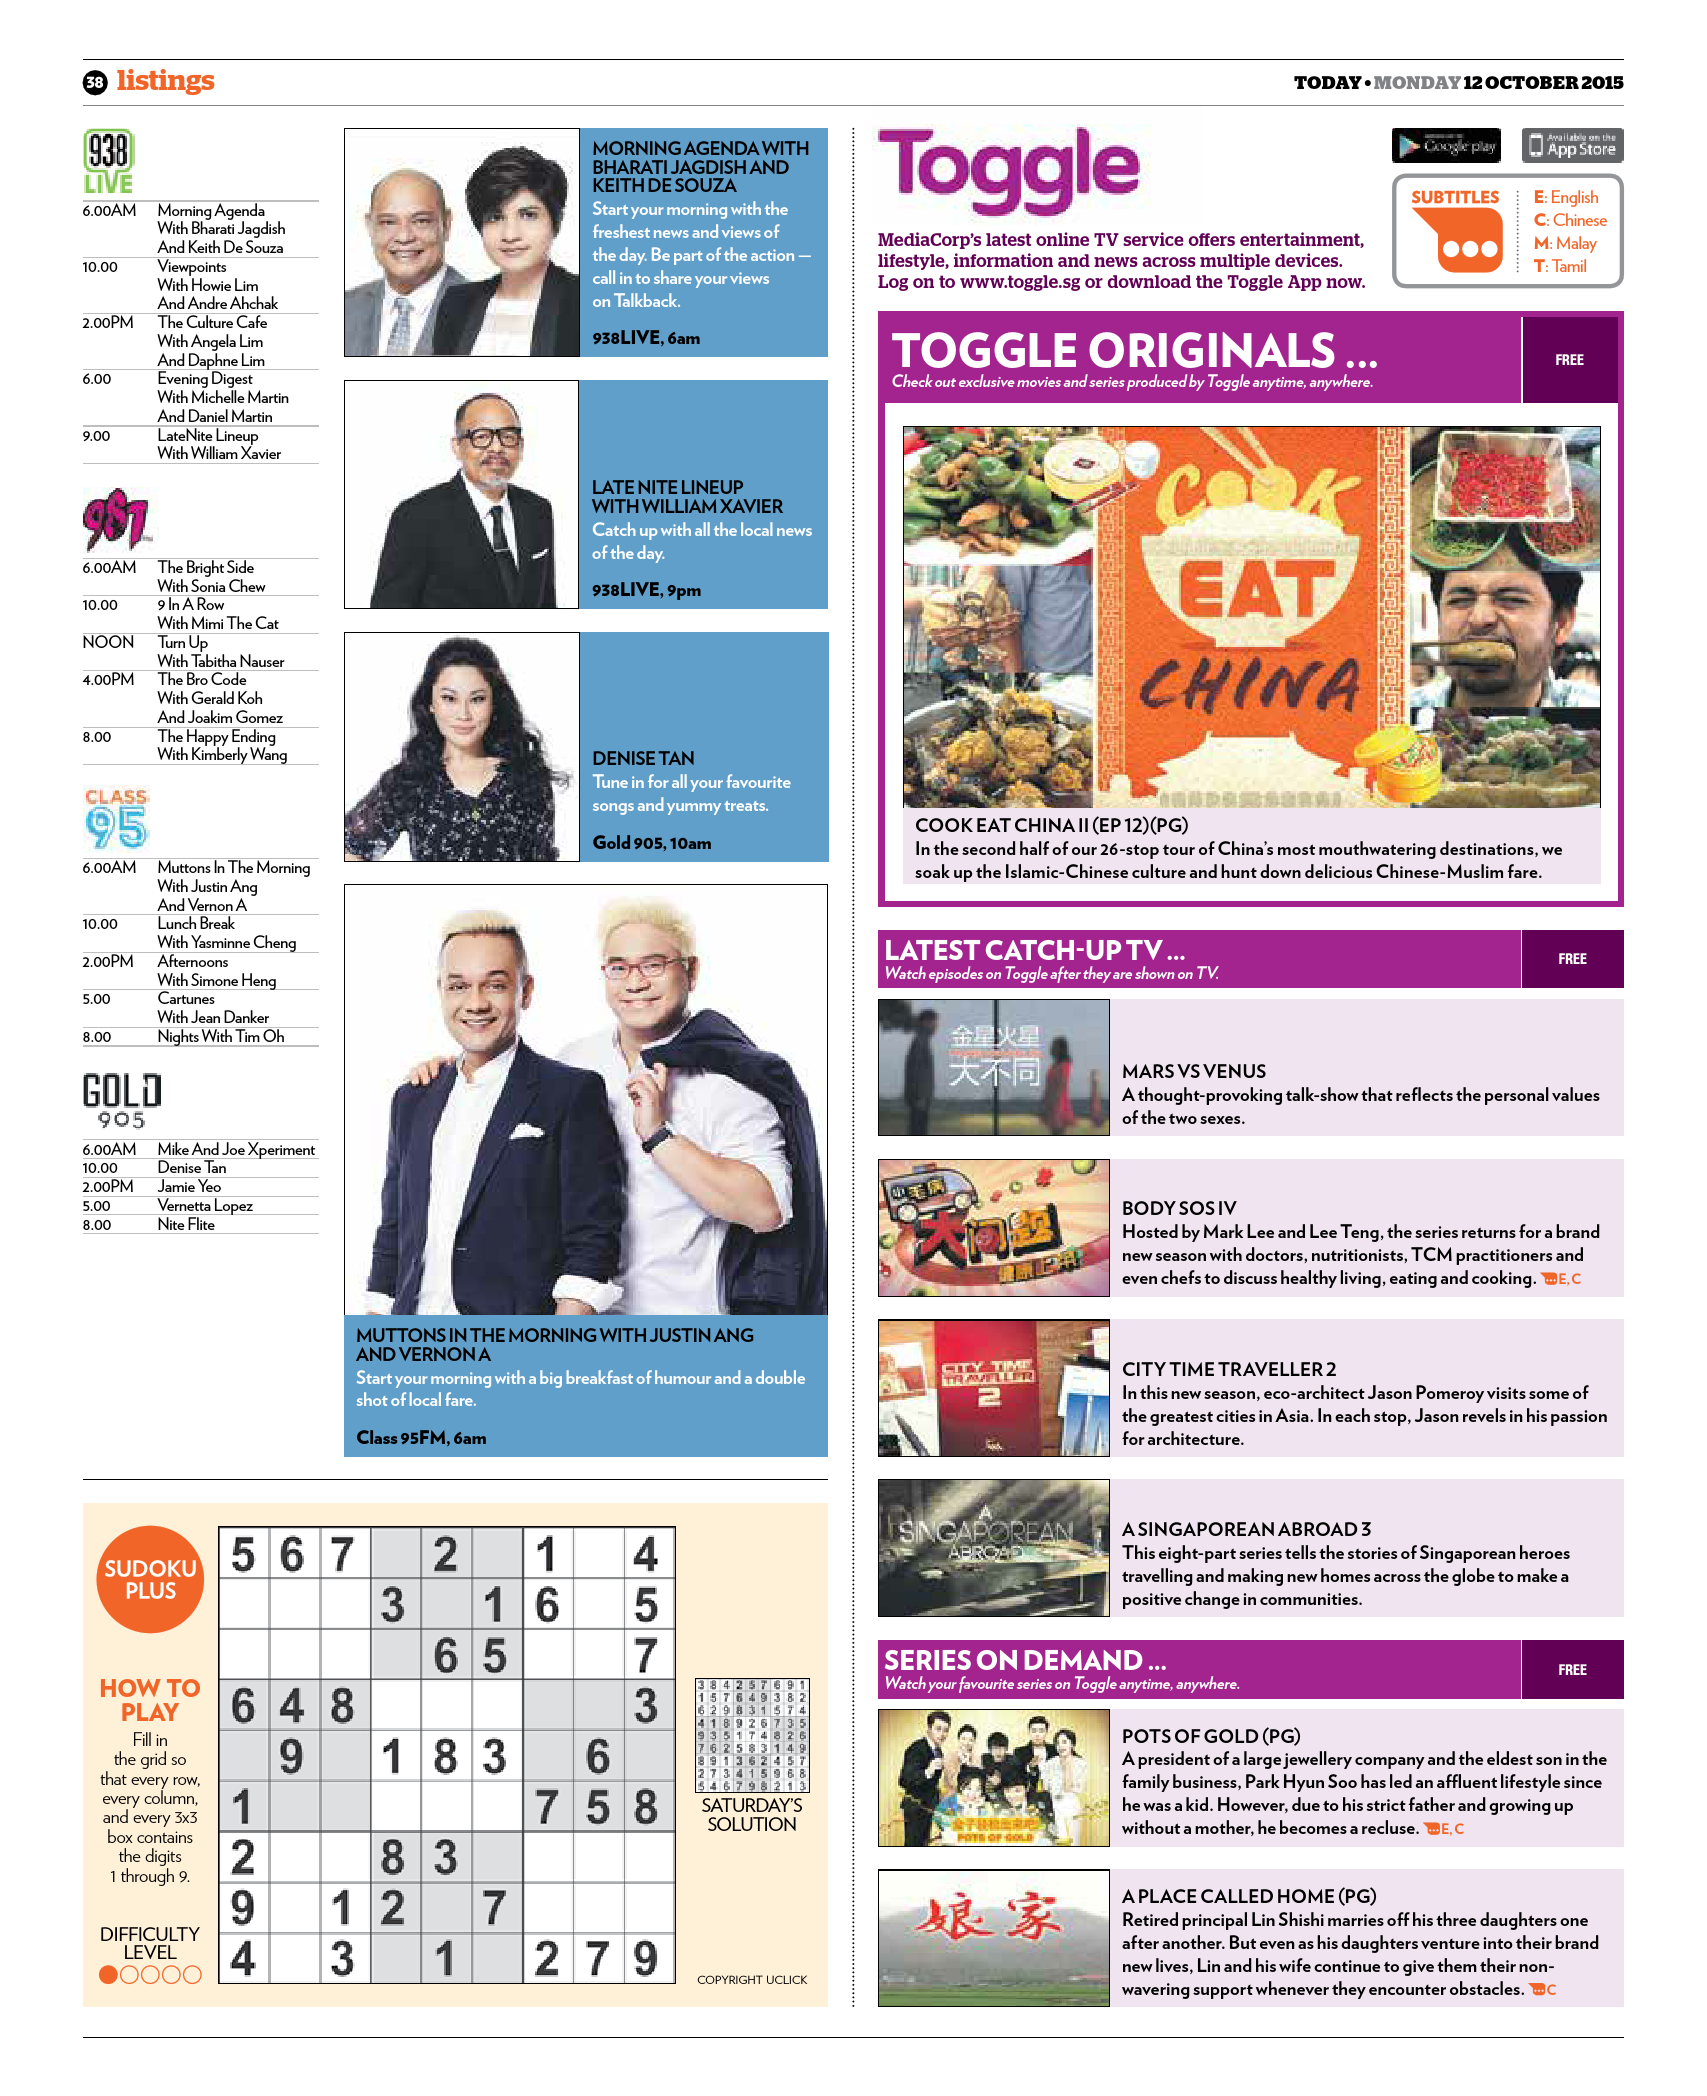 38 listings
TODAY • MONDAY 12 OCTOBER 2015
938
LIVE
6.00AM Morning Agenda
With Bharati Jagdish
And Keith De Souza
10.00 Viewpoints
With Howie Lim
And Andre Ahchak
2.00PM The Culture Cafe
With Angela Lim
And Daphne Lim
6.00 Evening Digest
With Michelle Martin
And Daniel Martin
9.00 LateNite Lineup
With William Xavier
987
6.00AM The Bright Side
With Sonia Chew
10.00 9 In A Row
With Mimi The Cat
NOON Turn Up
With Tabitha Nauser
4.00PM The Bro Code
With Gerald Koh
And Joakim Gomez
8.00 The Happy Ending
With Kimberly Wang
CLASS
95
6.00AM Muttons In The Morning
With Justin Ang
And Vernon A
10.00 Lunch Break
With Yasminne Cheng
2.00PM Afternoons
With Simone Heng
5.00 Cartunes
With Jean Danker
8.00 Nights With Tim Oh
GOLD
905
6.00AM Mike And Joe Xperiment
10.00 Denise Tan
2.00PM Jamie Yeo
5.00 Vernetta Lopez
8.00 Nite Flite
MORNING AGENDA WITH
BHARATI JAGDISH AND
KEITH DE SOUZA
Start your morning with the
freshest news and views of
the day. Be part of the action —
call in to share your views
on Talkback.
938LIVE, 6am
LATE NITE LINEUP
WITH WILLIAM XAVIER
Catch up with all the local news
of the day.
938LIVE, 9pm
DENISE TAN
Tune in for all your favourite
songs and yummy treats.
Gold 905, 10am
MUTTONS IN THE MORNING WITH JUSTIN ANG
AND VERNON A
Start your morning with a big breakfast of humour and a double
shot of local fare.
Class 95FM, 6am
SUDOKU
PLUS
HOW TO
PLAY
Fill in
the grid so
that every row,
every column,
and every 3x3
box contains
the digits
1 through 9.
DIFFICULTY
LEVEL
5 6 7 2 1 4
3 1 6 5
6 5 7
6 4 8 3
9 1 8 3 6
1 7 5 8
2 8 3
9 1 2 7
4 3 1 2 7 9
3 8 4 2 5 7 6 9 1
1 5 7 6 4 9 3 8 2
6 2 9 8 3 1 5 7 4
4 1 8 9 2 6 7 3 5
9 3 5 1 7 4 8 2 6
7 6 2 5 8 3 1 4 9
8 9 1 3 6 2 4 5 7
2 7 3 4 1 5 9 6 8
5 4 6 7 9 8 2 1 3
SATURDAY'S
SOLUTION
COPYRIGHT UCLICK
Toggle
Google play
Available on the
App Store
MediaCorp's latest online TV service offers entertainment,
lifestyle, information and news across multiple devices.
Log on to www.toggle.sg or download the Toggle App now.
SUBTITLES
E: English
C: Chinese
M: Malay
T: Tamil
TOGGLE ORIGINALS ...
Check out exclusive movies and series produced by Toggle anytime, anywhere.
FREE
COOK
EAT
CHINA
COOK EAT CHINA II (EP 12)(PG)
In the second half of our 26-stop tour of China's most mouthwatering destinations, we
soak up the Islamic-Chinese culture and hunt down delicious Chinese-Muslim fare.
LATEST CATCH-UP TV ...
Watch episodes on Toggle after they are shown on TV.
FREE
金星火星
大不同
MARS VS VENUS
A thought-provoking talk-show that reflects the personal values
of the two sexes.
小毛病
大问题
BODY SOS IV
Hosted by Mark Lee and Lee Teng, the series returns for a brand
new season with doctors, nutritionists, TCM practitioners and
even chefs to discuss healthy living, eating and cooking. E, C
CITY TIME
TRAVELLER
2
CITY TIME TRAVELLER 2
In this new season, eco-architect Jason Pomeroy visits some of
the greatest cities in Asia. In each stop, Jason revels in his passion
for architecture.
A
SINGAPOREAN
ABROAD
A SINGAPOREAN ABROAD 3
This eight-part series tells the stories of Singaporean heroes
travelling and making new homes across the globe to make a
positive change in communities.
SERIES ON DEMAND ...
Watch your favourite series on Toggle anytime, anywhere.
FREE
POTS OF GOLD
POTS OF GOLD (PG)
A president of a large jewellery company and the eldest son in the
family business, Park Hyun Soo has led an affluent lifestyle since
he was a kid. However, due to his strict father and growing up
without a mother, he becomes a recluse. E, C
娘家
A PLACE CALLED HOME (PG)
Retired principal Lin Shishi marries off his three daughters one
after another. But even as his daughters venture into their brand
new lives, Lin and his wife continue to give them their non-
wavering support whenever they encounter obstacles. C